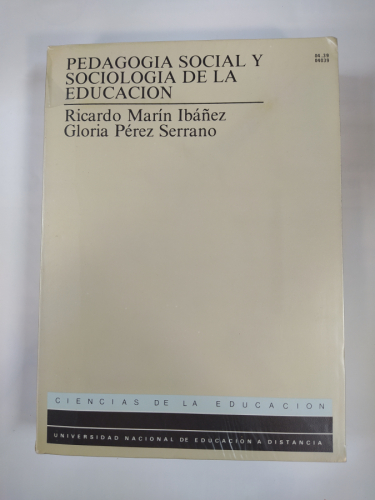 PEDAGOGIA SOCIAL Y
SOCIOLOGIA DE LA
EDUCACION
Ricardo Marín Ibáñez
Gloria Pérez Serrano
CIENCIAS DE LA EDUCACION
UNIVERSIDAD NACIONAL DE EDUCACION A DISTANCIA